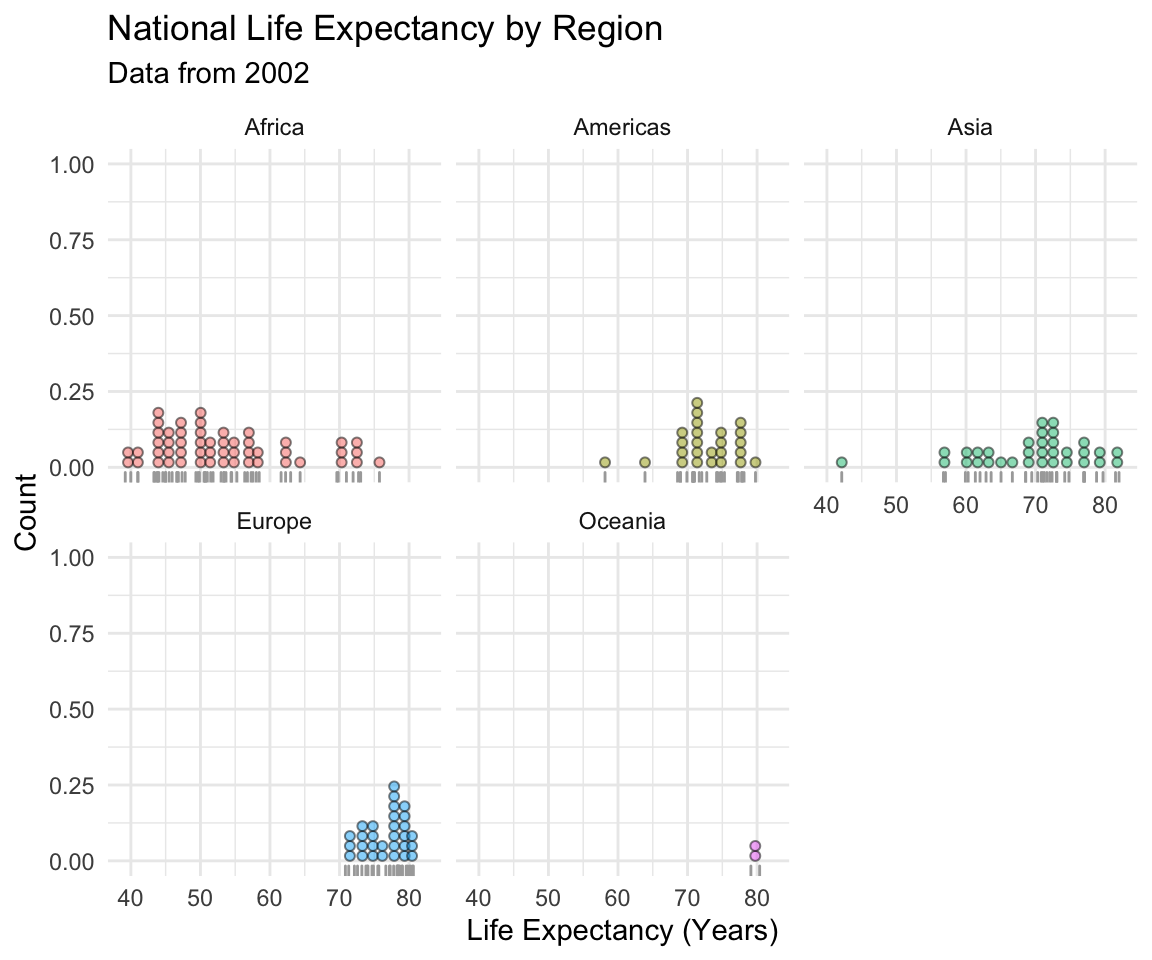 National Life Expectancy by Region
Data from 2002
Africa Americas Asia
1.00
0.75
0.50
0.25
0.00
40 50 60 70 80
Count
Europe Oceania
1.00
0.75
0.50
0.25
0.00
40 50 60 70 80 40 50 60 70 80
Life Expectancy (Years)